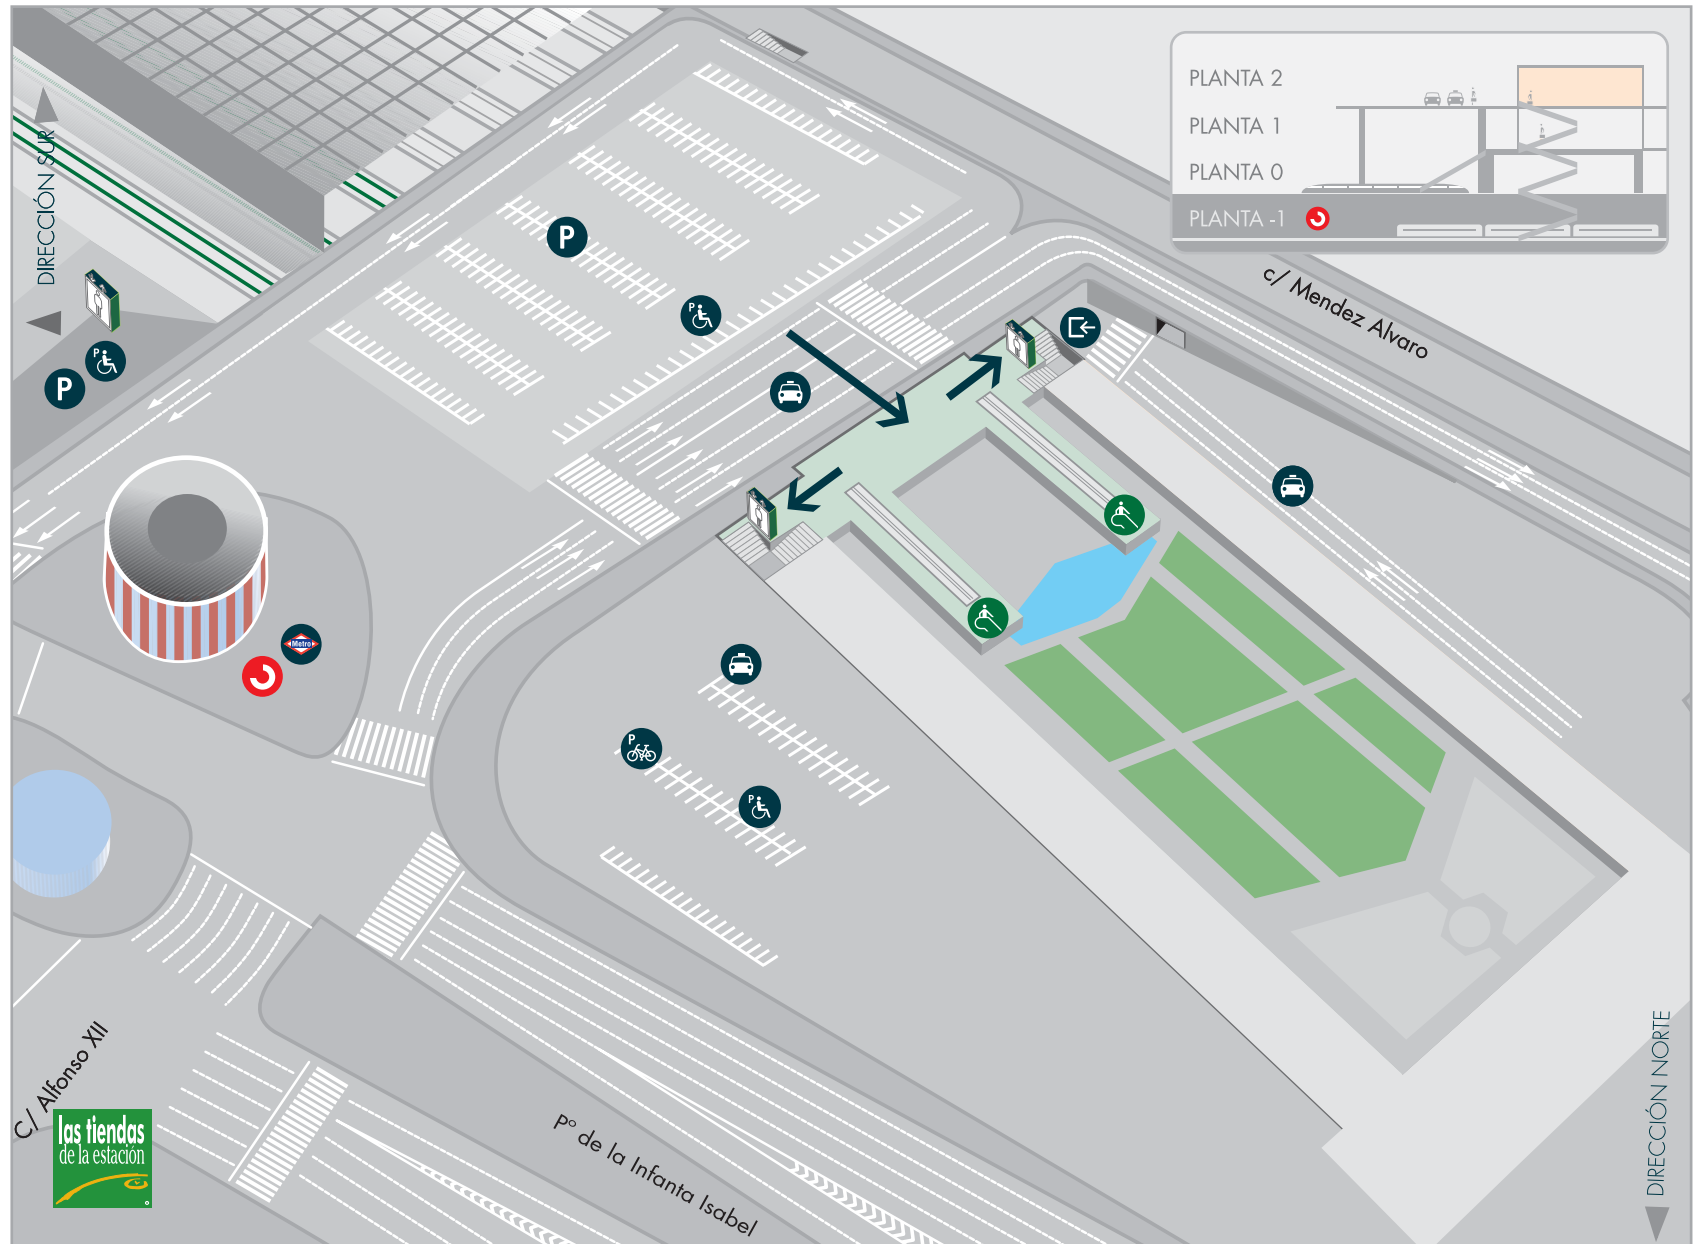 PLANTA 2
PLANTA 1
PLANTA 0
PLANTA -1
DIRECCIÓN SUR
c/ Mendez Alvaro
P
P
P
P
P
Metro
P
P
C/ Alfonso XII
Pº de la Infanta Isabel
DIRECCIÓN NORTE
las tiendas
de la estación